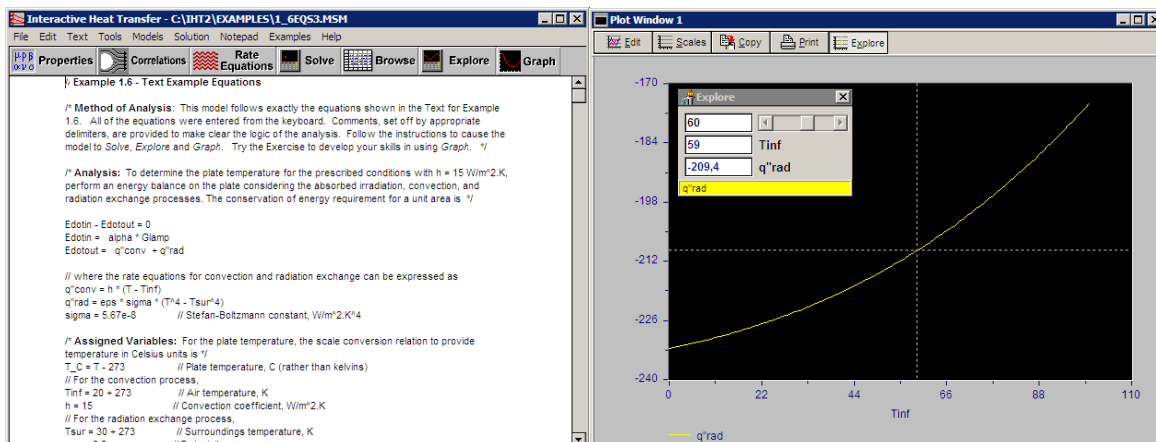 Interactive Heat Transfer - C:\IHT2\EXAMPLES\1_6EQS3.MSM
File Edit Text Tools Models Solution Notepad Examples Help
Properties Correlations Rate Equations Solve Browse Explore Graph
Example 1.6 - Text Example Equations
/* Method of Analysis: This model follows exactly the equations shown in the Text for Example
1.6. All of the equations were entered from the keyboard. Comments, set off by appropriate
delimiters, are provided to make clear the logic of the analysis. Follow the instructions to cause the
model to Solve, Explore and Graph. Try the Exercise to develop your skills in using Graph. */
/* Analysis: To determine the plate temperature for the prescribed conditions with h = 15 W/m^2.K,
perform an energy balance on the plate considering the absorbed irradiation, convection, and
radiation exchange processes. The conservation of energy requirement for a unit area is */
Edotin - Edotout = 0
Edotin = alpha * Glamp
Edotout = q"conv + q"rad
// where the rate equations for convection and radiation exchange can be expressed as
q"conv = h * (T - Tinf)
q"rad = eps * sigma * (T^4 - Tsur^4)
sigma = 5.67e-8 // Stefan-Boltzmann constant, W/m^2.K^4
/* Assigned Variables: For the plate temperature, the scale conversion relation to provide
temperature in Celsius units is */
T_C = T - 273 // Plate temperature, C (rather than kelvins)
// For the convection process,
Tinf = 20 + 273 // Air temperature, K
h = 15 // Convection coefficient, W/m^2.K
// For the radiation exchange process,
Tsur = 30 + 273 // Surroundings temperature, K
Plot Window 1
Edit Scales Copy Print Explore
Explore
60
59 Tinf
-209,4 q"rad
q"rad
-170
-184
-198
-212
-226
-240
0 22 44 66 88 110
Tinf
q"rad